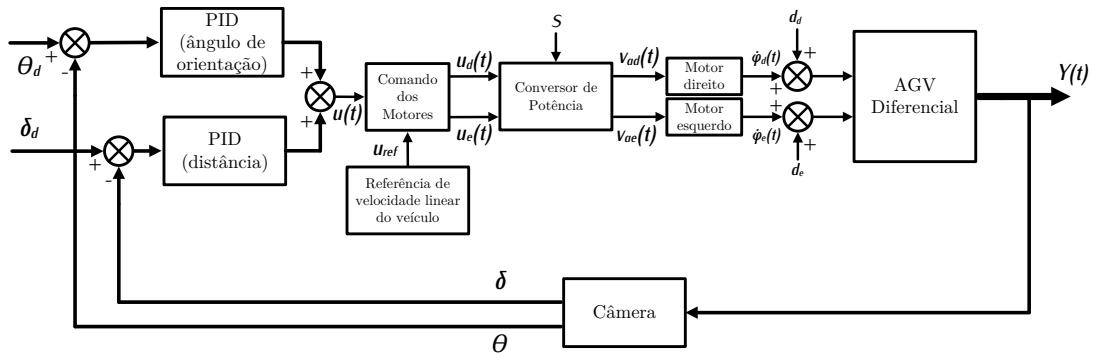 θd
+
-
PID
(ângulo de
orientação)
δd
+
-
PID
(distância)
+
+
u(t)
Comando
dos
Motores
uref
Referência de
velocidade linear
do veículo
ud(t)
ue(t)
S
Conversor de
Potência
vad(t)
vae(t)
Motor
direito
Motor
esquerdo
φ̇d(t)
φ̇e(t)
dd
+
+
+
+
de
AGV
Diferencial
Y(t)
Câmera
δ
θ